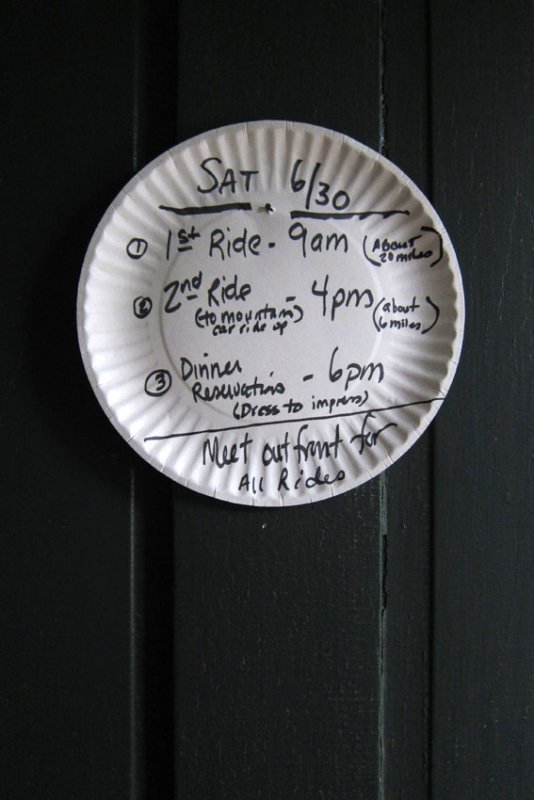 SAT 6/30
① 1st Ride - 9am (ABOUT 20 miles)
② 2nd Ride - 4pm (about 6 miles)
(to mountain)
car ride up
③ Dinner
Reservations - 6pm
(Dress to impress)
Meet out front for
All Rides